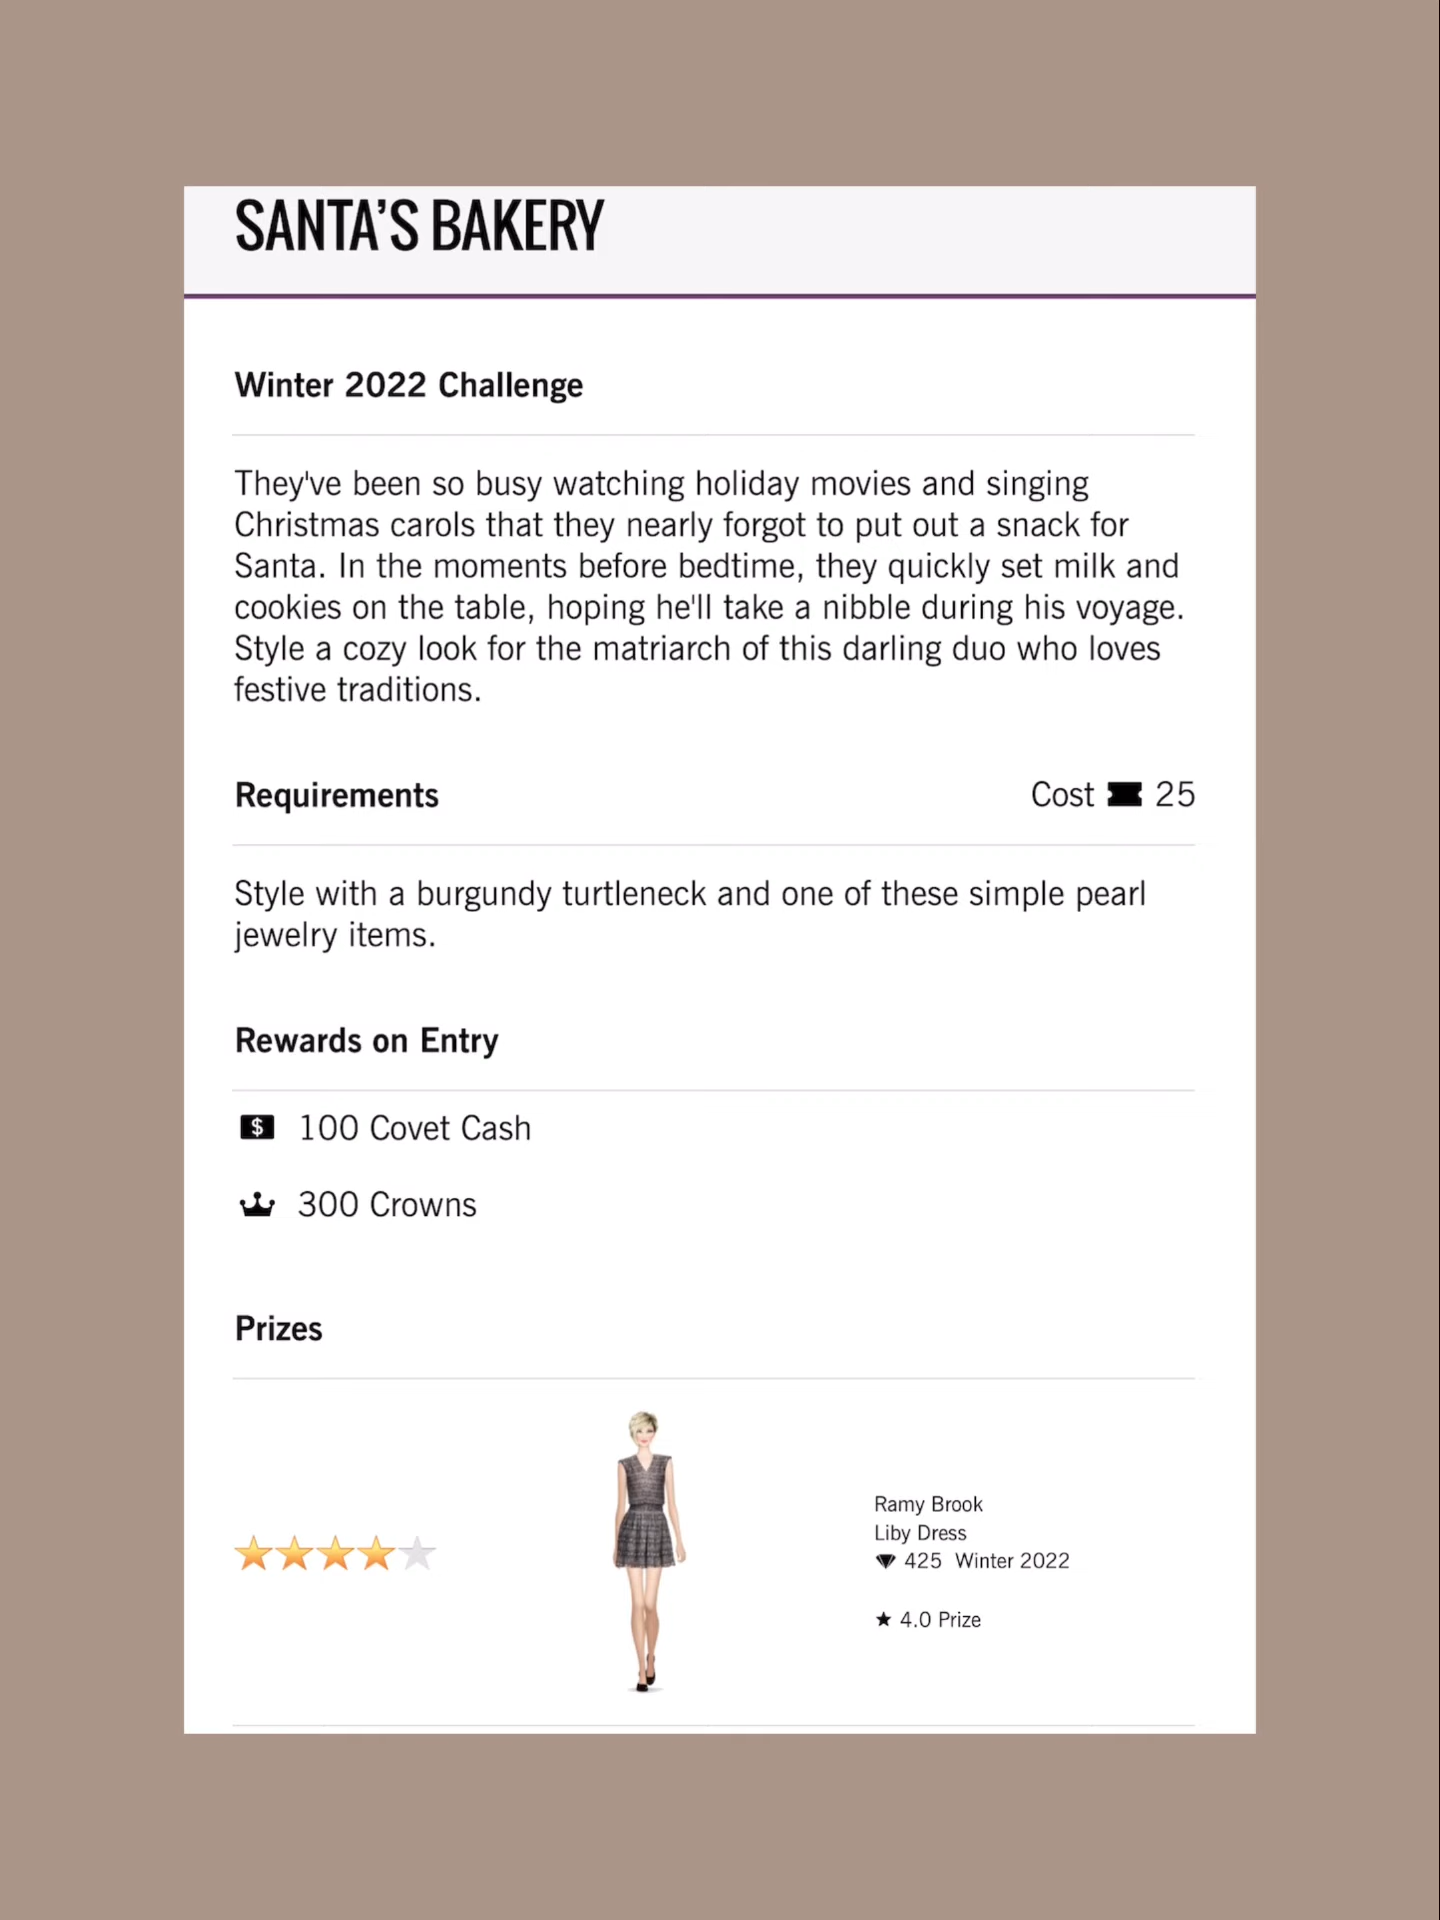 SANTA'S BAKERY
Winter 2022 Challenge
They've been so busy watching holiday movies and singing
Christmas carols that they nearly forgot to put out a snack for
Santa. In the moments before bedtime, they quickly set milk and
cookies on the table, hoping he'll take a nibble during his voyage.
Style a cozy look for the matriarch of this darling duo who loves
festive traditions.
Requirements
Cost 25
Style with a burgundy turtleneck and one of these simple pearl
jewelry items.
Rewards on Entry
$ 100 Covet Cash
300 Crowns
Prizes
Ramy Brook
Liby Dress
425 Winter 2022
★ 4.0 Prize